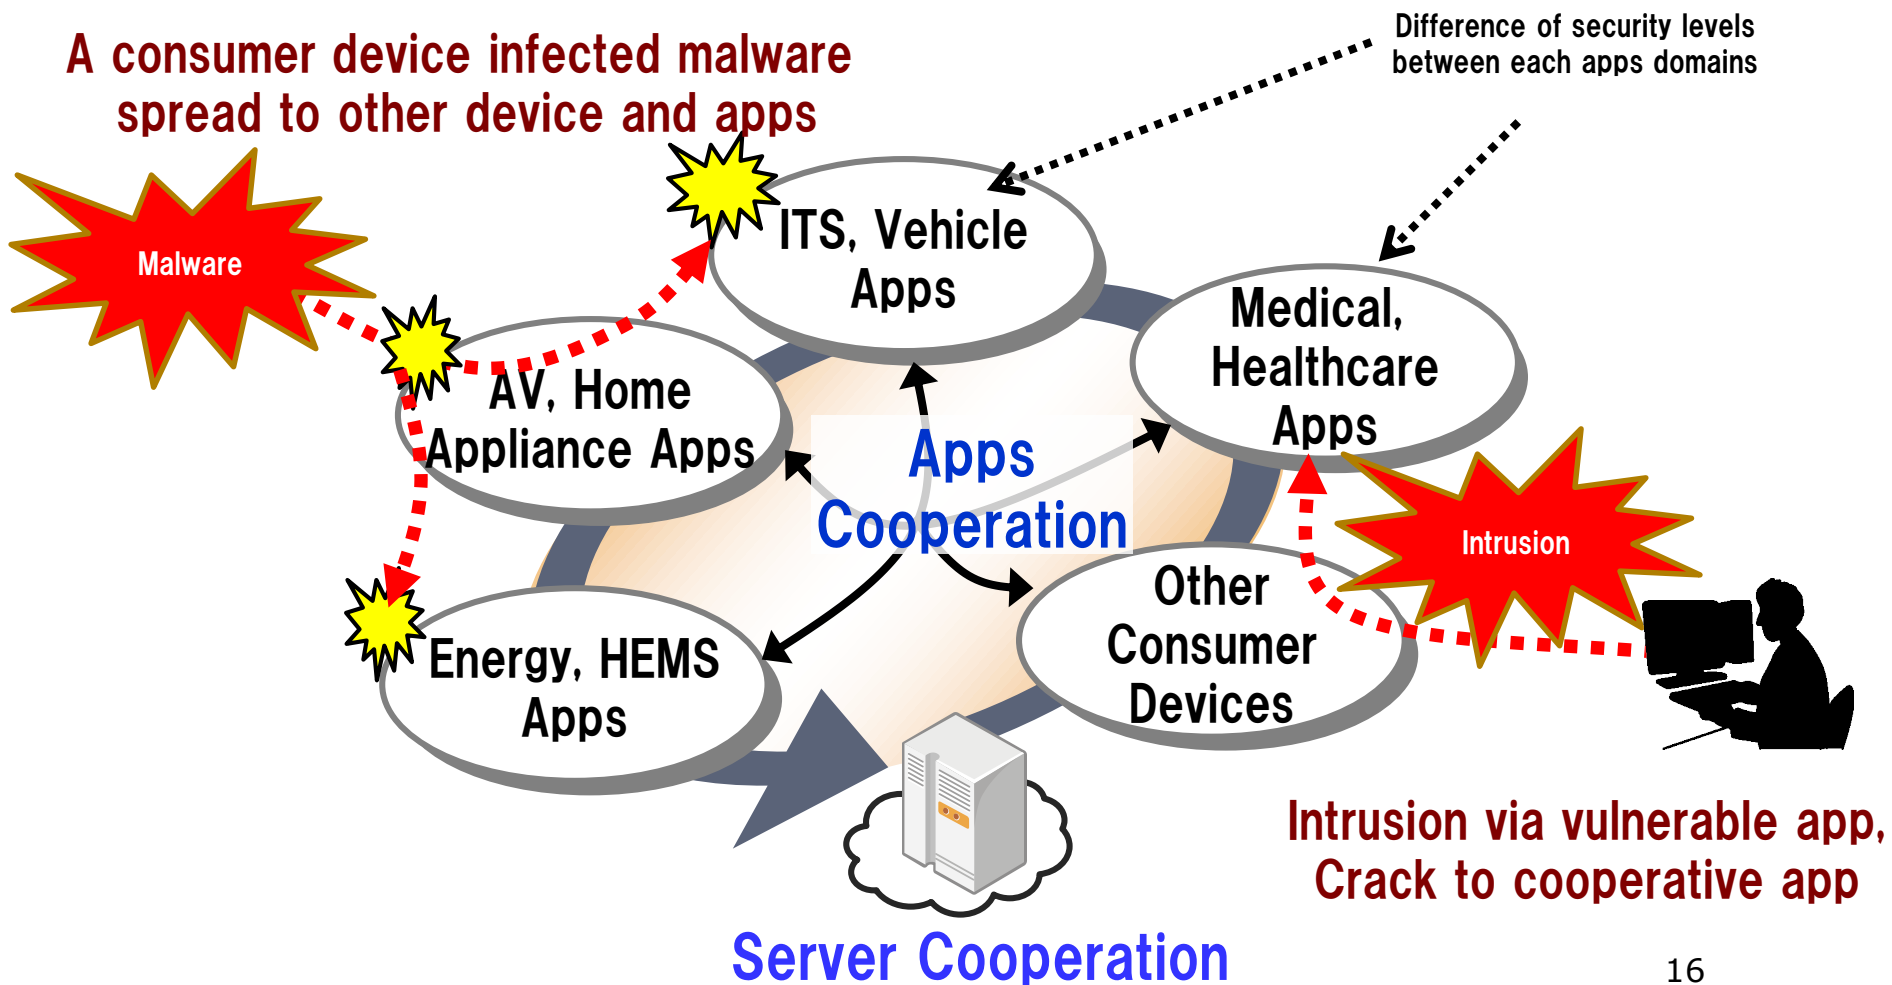 A consumer device infected malware
spread to other device and apps
Difference of security levels
between each apps domains
Malware
ITS, Vehicle
Apps
Medical,
Healthcare
Apps
AV, Home
Appliance Apps
Apps
Cooperation
Intrusion
Other
Consumer
Devices
Energy, HEMS
Apps
Intrusion via vulnerable app,
Crack to cooperative app
Server Cooperation
16